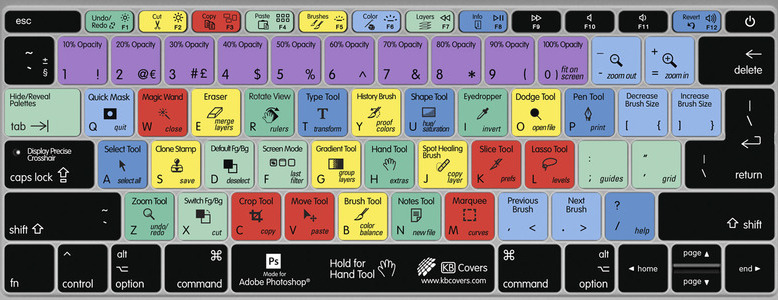 esc
Undo/
Redo
F1
Cut
F2
Copy
F3
Paste
F4
Brushes
F5
Color
F6
Layers
F7
Info
F8
F9
F10
F11
Revert
F12
~
` ± §
10% Opacity
1 !
20% Opacity
2 @€
30% Opacity
3 #£
40% Opacity
4 $
50% Opacity
5 %
60% Opacity
6 ^
70% Opacity
7 &
80% Opacity
8 *
90% Opacity
9 (
100% Opacity
0 ) fit on
screen
_
- zoom out
+
= zoom in
delete
Hide/Reveal
Palettes
tab
Quick Mask
Q quit
Magic Wand
W close
Eraser
E merge
layers
Rotate View
R rulers
Type Tool
T transform
History Brush
Y proof
colors
Shape Tool
U hue/
saturation
Eyedropper
I invert
Dodge Tool
O open file
Pen Tool
P print
Decrease
Brush Size
[ {
Increase
Brush Size
] }
\ |
Display Precise
Crosshair
caps lock
Select Tool
A select all
Clone Stamp
S save
Default Fg/Bg
D deselect
Screen Mode
F last
filter
Gradient Tool
G group
layers
Hand Tool
H extras
Spot Healing
Brush
J copy
layer
Slice Tool
K prefs
Lasso Tool
L levels
:
; guides
"
' grid
\ |
return
shift
~
`
Zoom Tool
Z undo/
redo
Switch Fg/Bg
X cut
Crop Tool
C copy
Move Tool
V paste
Brush Tool
B color
balance
Notes Tool
N new file
Marquee
M curves
Previous
Brush
, <
Next
Brush
. >
?
/ help
shift
fn
^
control
alt
⌥
option
⌘
command
Ps
Made for
Adobe Photoshop®
Hold for
Hand Tool
KB Covers
www.kbcovers.com
⌘
command
alt
⌥
option
◄ home
page ▲
page ▼
end ►